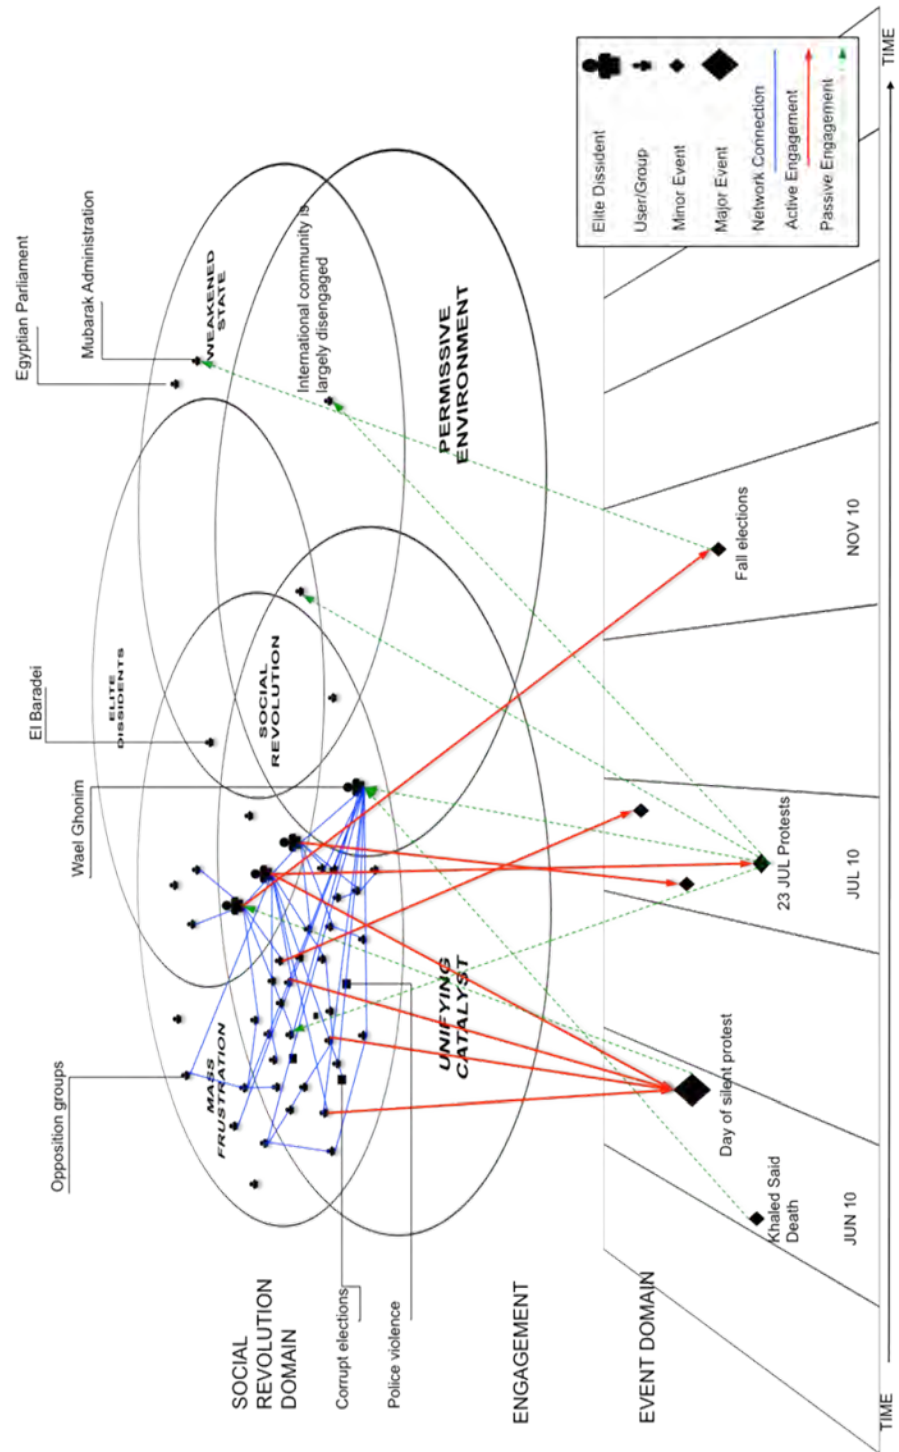 Egyptian Parliament
Mubarak Administration
El Baradei
Wael Ghonim
Opposition groups
WEAKENED
STATE
International community is
largely disengaged
PERMISSIVE
ENVIRONMENT
ELITE
DISSIDENTS
SOCIAL
REVOLUTION
MASS
FRUSTRATION
UNIFYING
CATALYST
SOCIAL
REVOLUTION
DOMAIN
Corrupt elections
Police violence
ENGAGEMENT
EVENT DOMAIN
Khaled Said
Death
Day of silent protest
23 JUL Protests
Fall elections
JUN 10
JUL 10
NOV 10
TIME
TIME
Elite Dissident
User/Group
Minor Event
Major Event
Network Connection
Active Engagement
Passive Engagement